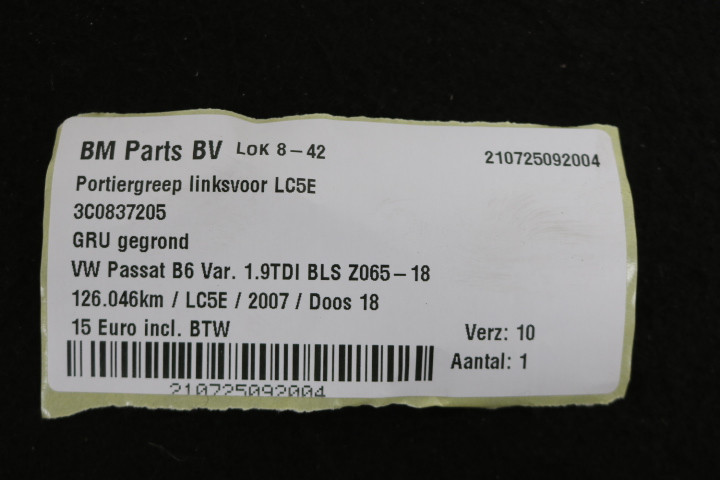 BM Parts BV LoK 8-42 210725092004
Portiergreep linksvoor LC5E
3C0837205
GRU gegrond
VW Passat B6 Var. 1.9TDI BLS Z065-18
126.046km / LC5E / 2007 / Doos 18
15 Euro incl. BTW Verz: 10
Aantal: 1
210725092004